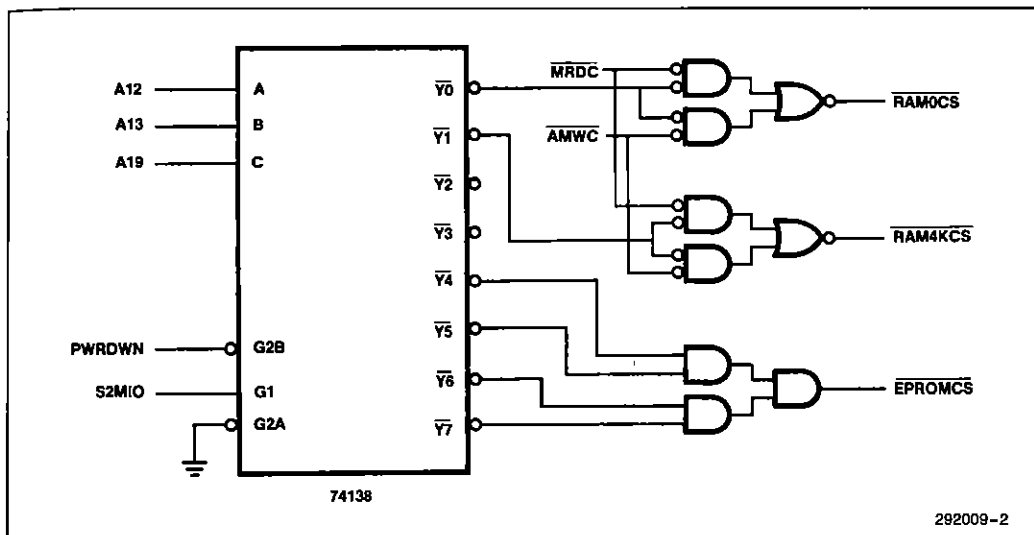 A12
A13
A19
PWRDWN
S2MIO
A
B
C
G2B
G1
G2A
Y0
Y1
Y2
Y3
Y4
Y5
Y6
Y7
74138
MRDC
AMWC
RAM0CS
RAM4KCS
EPROMCS
292009-2